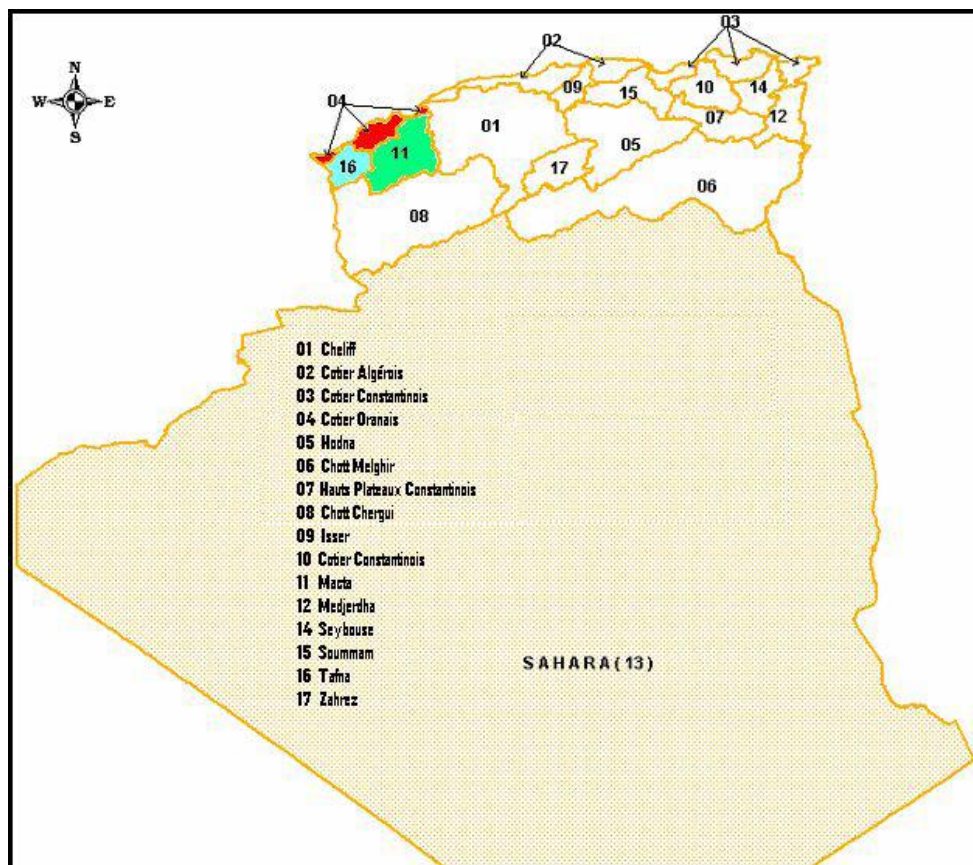 N
W E
S
02
03
04
09
15
10
14
01
07
12
11
05
16
17
06
08
01 Cheliff
02 Cotier Algérois
03 Cotier Constantinois
04 Cotier Oranais
05 Hodna
06 Chott Melghir
07 Hauts Plateaux Constantinois
08 Chott Chergui
09 Isser
10 Cotier Constantinois
11 Macta
12 Medjerdha
14 Seybouse
15 Soummam
16 Tafna
17 Zahrez
SAHARA(13)